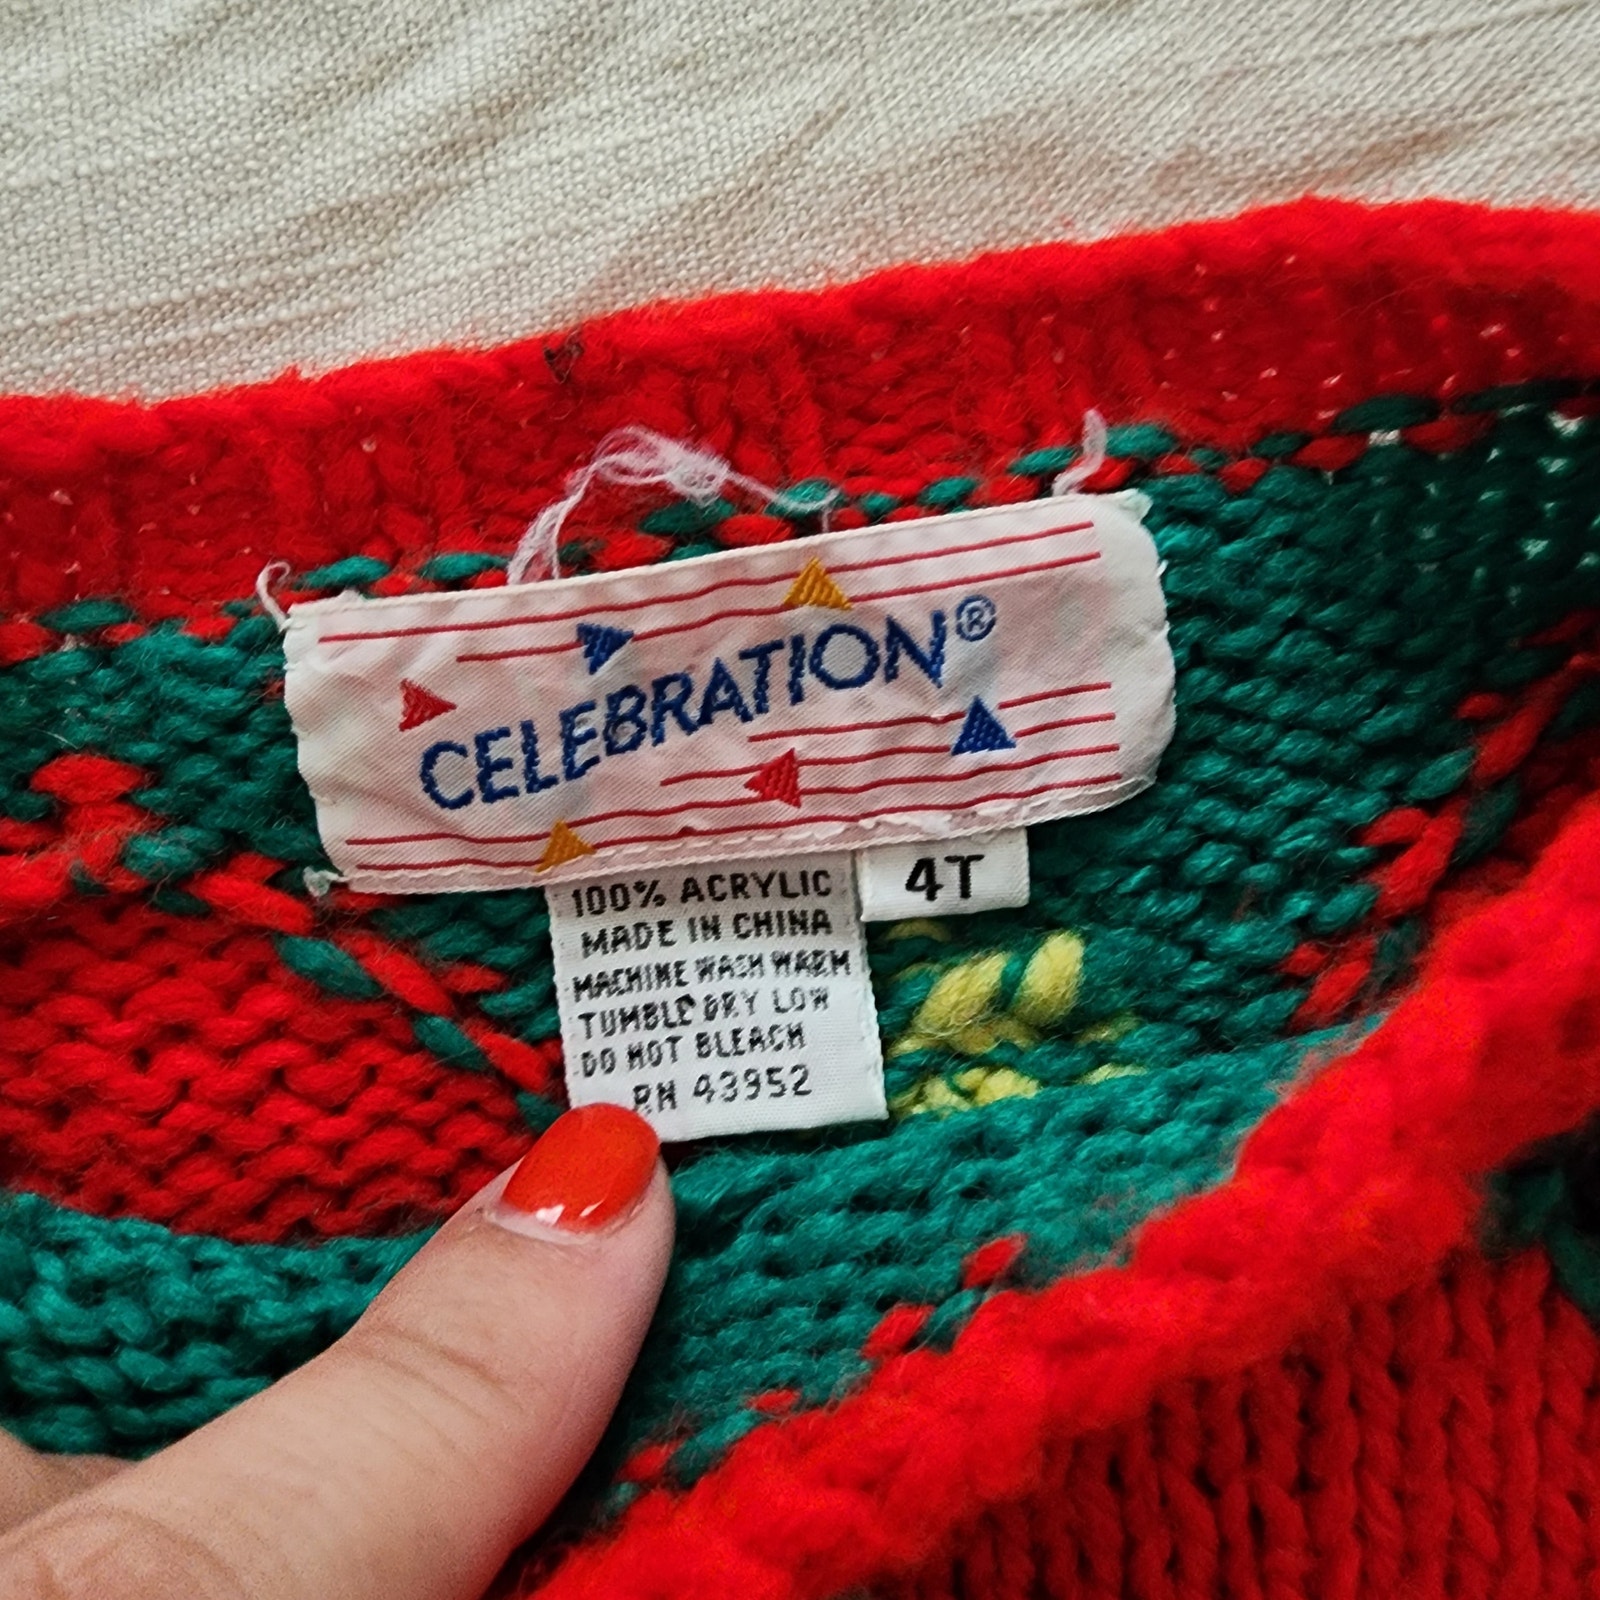 CELEBRATION®
4T
100% ACRYLIC
MADE IN CHINA
MACHINE WASH WARM
TUMBLE DRY LOW
DO NOT BLEACH
RN 43952